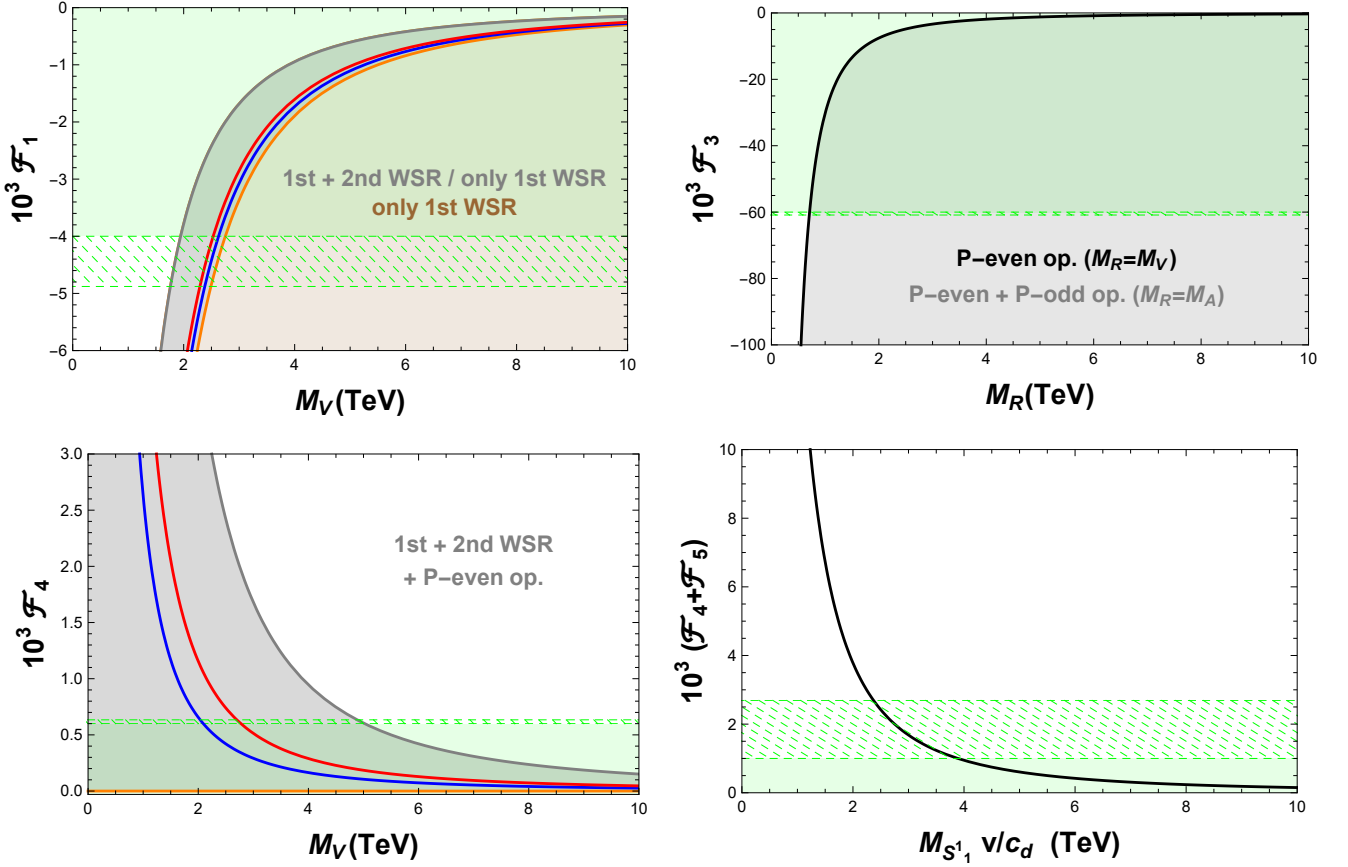 10³ 𝓕₁
0
−1
−2
−3
−4
−5
−6
1st + 2nd WSR / only 1st WSR
only 1st WSR
0 2 4 6 8 10
M_V(TeV)
10³ 𝓕₃
0
−20
−40
−60
−80
−100
P−even op. (M_R=M_V)
P−even + P−odd op. (M_R=M_A)
0 2 4 6 8 10
M_R(TeV)
10³ 𝓕₄
3.0
2.5
2.0
1.5
1.0
0.5
0.0
1st + 2nd WSR
+ P−even op.
0 2 4 6 8 10
M_V(TeV)
10³ (𝓕₄+𝓕₅)
10
8
6
4
2
0
0 2 4 6 8 10
M_{S¹₁} v/c_d (TeV)